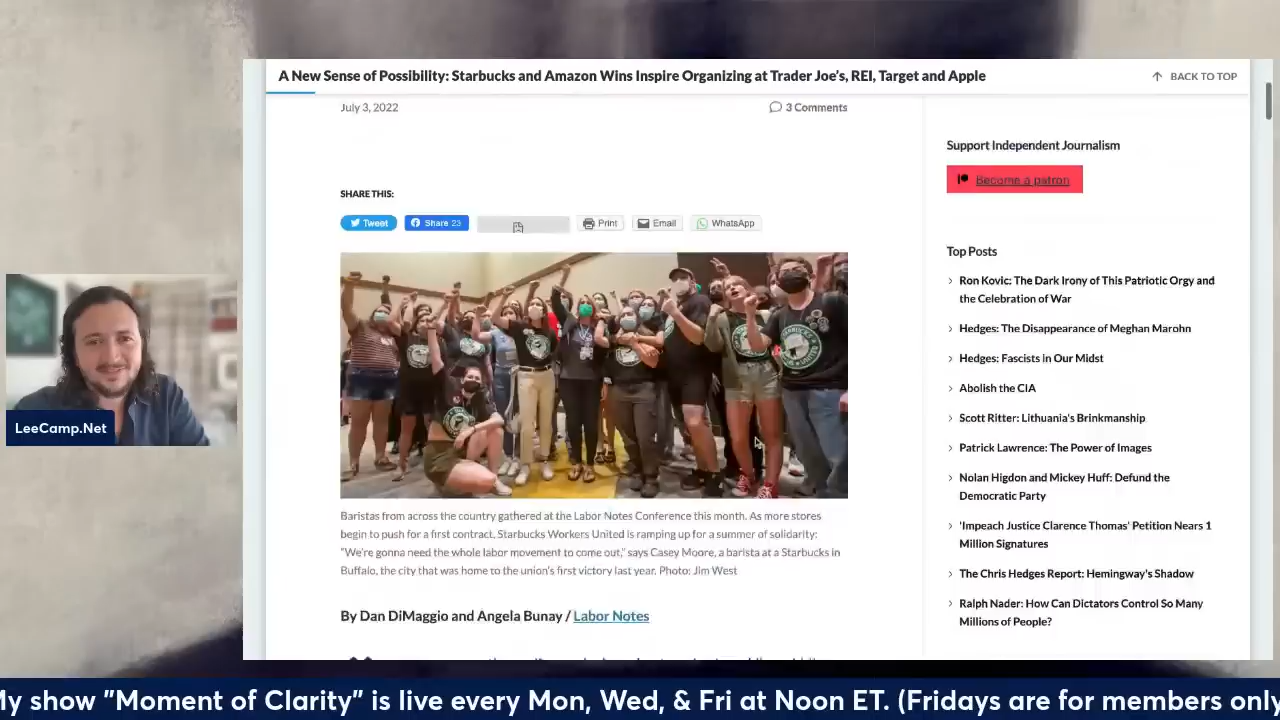 A New Sense of Possibility: Starbucks and Amazon Wins Inspire Organizing at Trader Joe's, REI, Target and Apple
BACK TO TOP
July 3, 2022
3 Comments
SHARE THIS:
Tweet
Share 23
Print
Email
WhatsApp
Baristas from across the country gathered at the Labor Notes Conference this month. As more stores
begin to push for a first contract, Starbucks Workers United is ramping up for a summer of solidarity:
"We're gonna need the whole labor movement to come out," says Casey Moore, a barista at a Starbucks in
Buffalo, the city that was home to the union's first victory last year. Photo: Jim West
By Dan DiMaggio and Angela Bunay / Labor Notes
Support Independent Journalism
Become a patron
Top Posts
Ron Kovic: The Dark Irony of This Patriotic Orgy and
the Celebration of War
Hedges: The Disappearance of Meghan Marohn
Hedges: Fascists in Our Midst
Abolish the CIA
Scott Ritter: Lithuania's Brinkmanship
Patrick Lawrence: The Power of Images
Nolan Higdon and Mickey Huff: Defund the
Democratic Party
'Impeach Justice Clarence Thomas' Petition Nears 1
Million Signatures
The Chris Hedges Report: Hemingway's Shadow
Ralph Nader: How Can Dictators Control So Many
Millions of People?
LeeCamp.Net
My show "Moment of Clarity" is live every Mon, Wed, & Fri at Noon ET. (Fridays are for members only